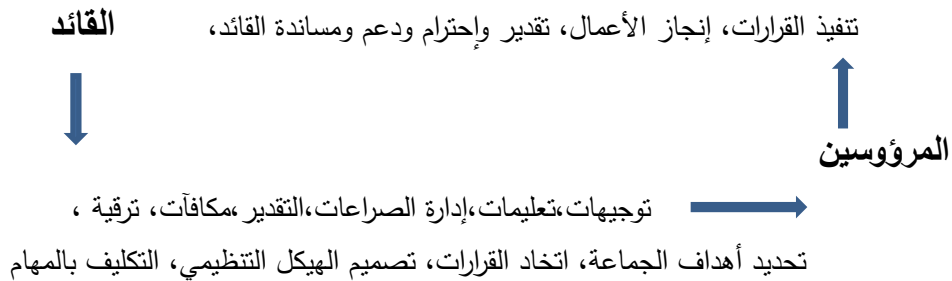 تنفيذ القرارات، إنجاز الأعمال، تقدير وإحترام ودعم ومساندة القائد،
القائد
المرؤوسين
توجيهات،تعليمات،إدارة الصراعات،التقدير،مكافآت، ترقية ،
تحديد أهداف الجماعة، اتخاد القرارات، تصميم الهيكل التنظيمي، التكليف بالمهام